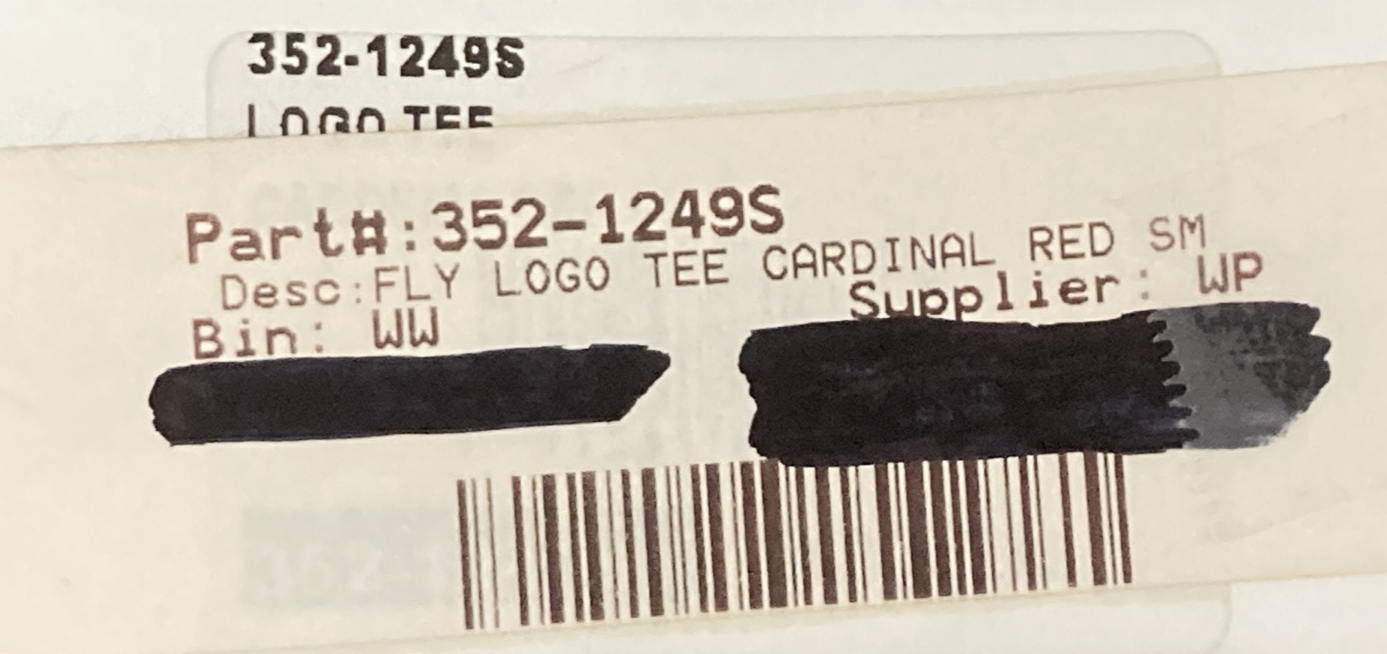 352-1249S
LOGO TEE
Part#:352-1249S
Desc:FLY LOGO TEE CARDINAL RED SM
Bin: WW
Supplier: WP